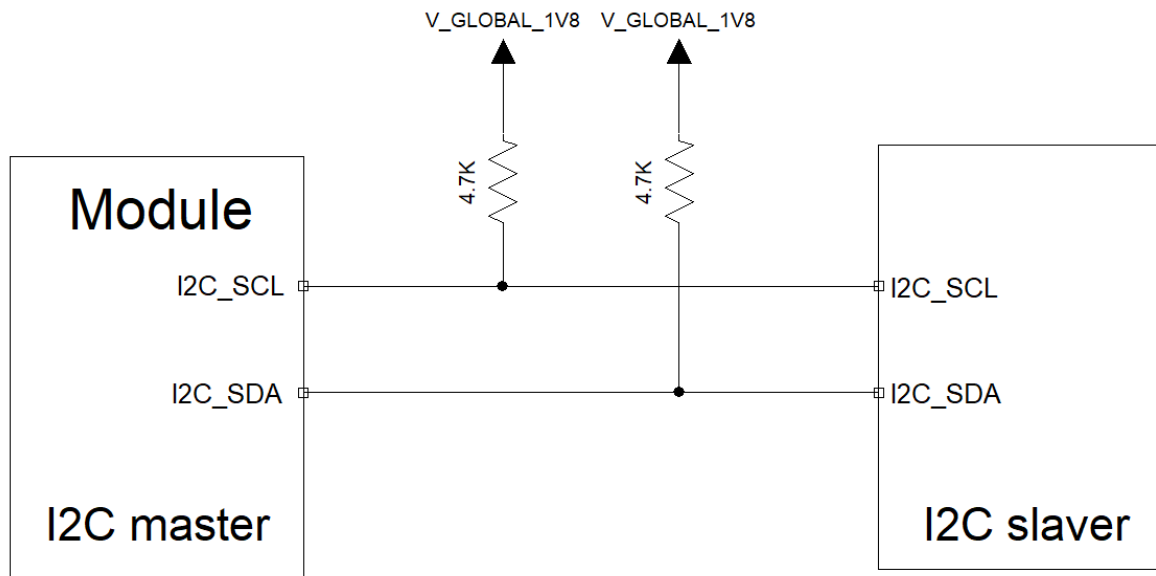 V_GLOBAL_1V8 V_GLOBAL_1V8
4.7K 4.7K
Module
I2C_SCL I2C_SCL
I2C_SDA I2C_SDA
I2C master I2C slaver